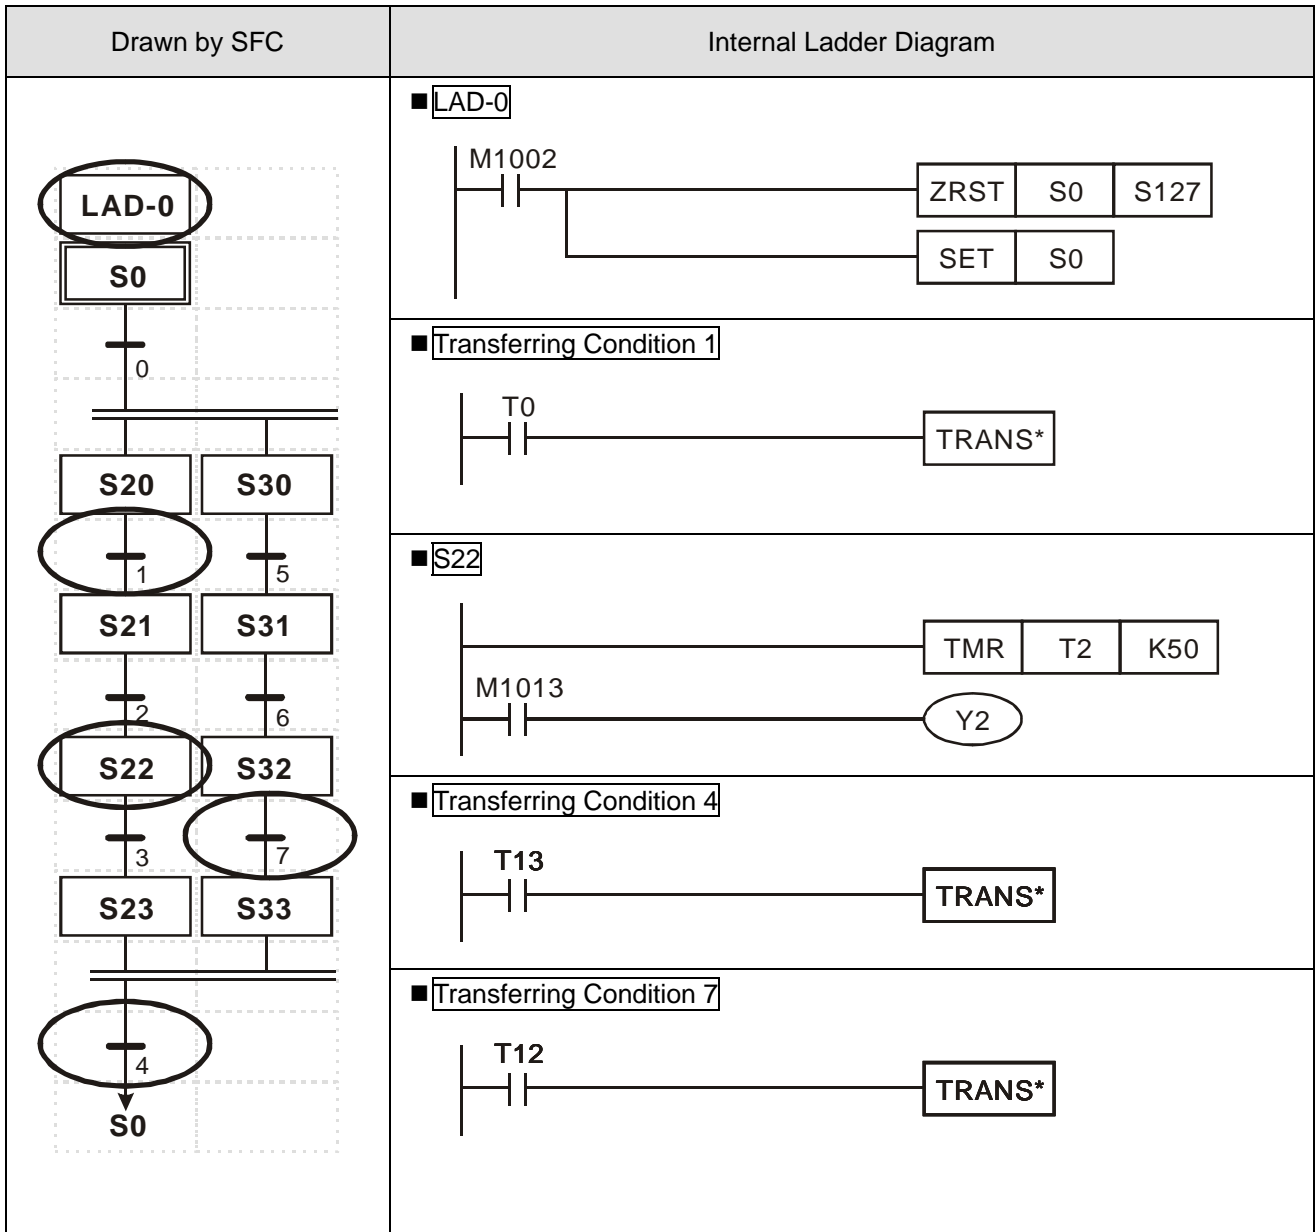 Drawn by SFC
Internal Ladder Diagram
LAD-0
S0
0
S20 S30
1 5
S21 S31
2 6
S22 S32
3 7
S23 S33
4
S0
■ LAD-0
M1002
ZRST S0 S127
SET S0
■ Transferring Condition 1
T0
TRANS*
■ S22
TMR T2 K50
M1013
Y2
■ Transferring Condition 4
T13
TRANS*
■ Transferring Condition 7
T12
TRANS*